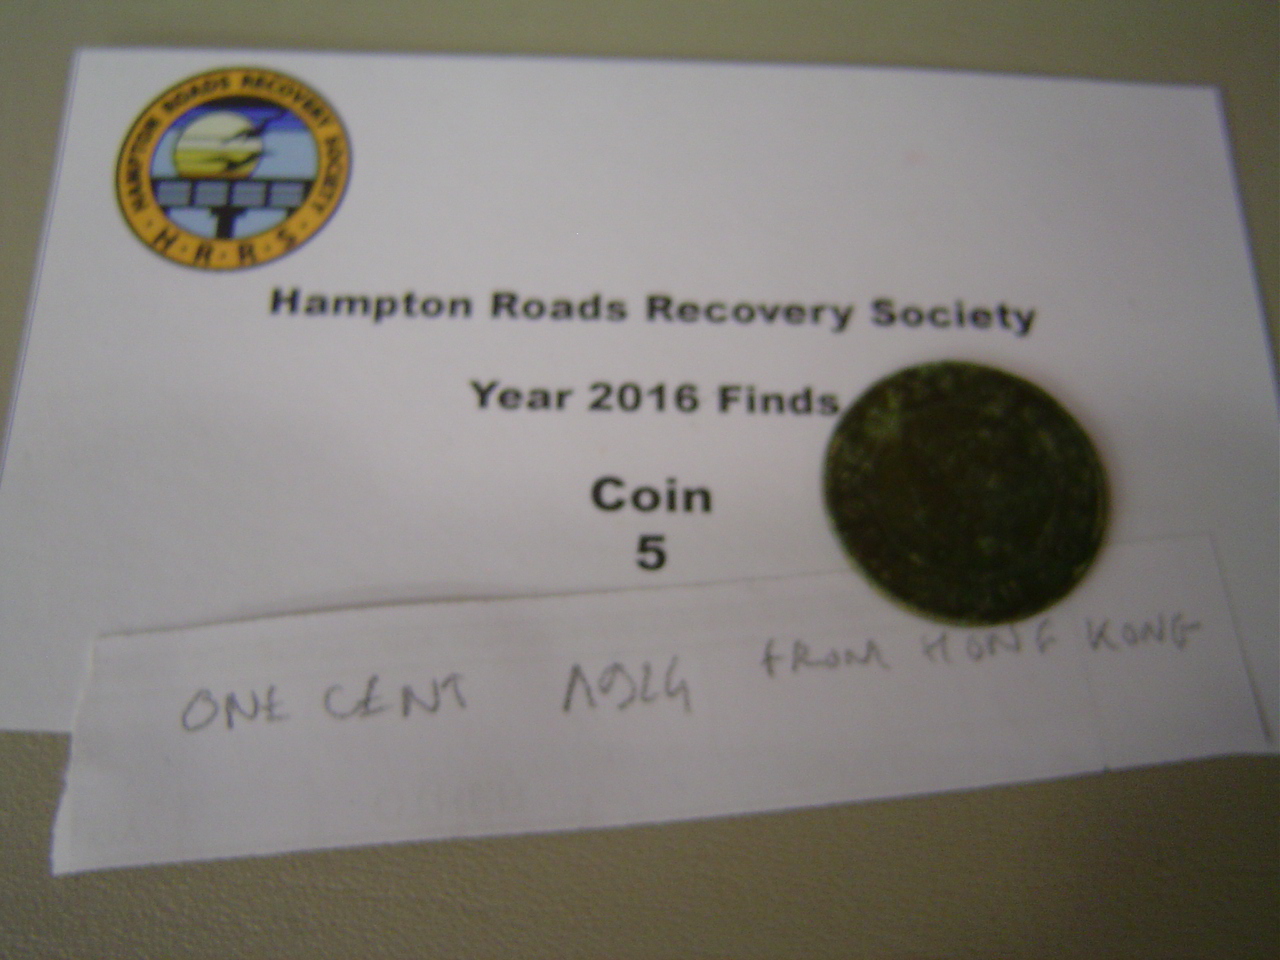 HAMPTON ROADS RECOVERY SOCIETY
· H · R · R · S ·
Hampton Roads Recovery Society
Year 2016 Finds
Coin
5
ONE CENT 1924 FROM HONG KONG